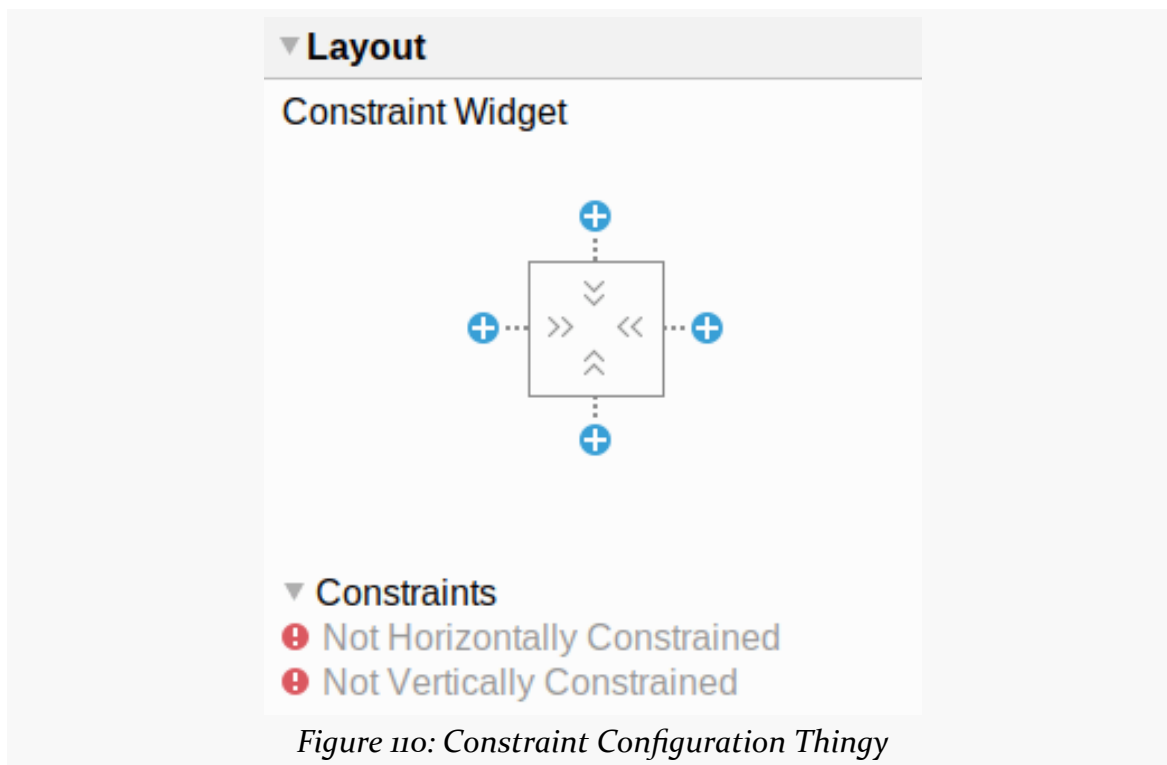 Layout
Constraint Widget
Constraints
Not Horizontally Constrained
Not Vertically Constrained
Figure 110: Constraint Configuration Thingy